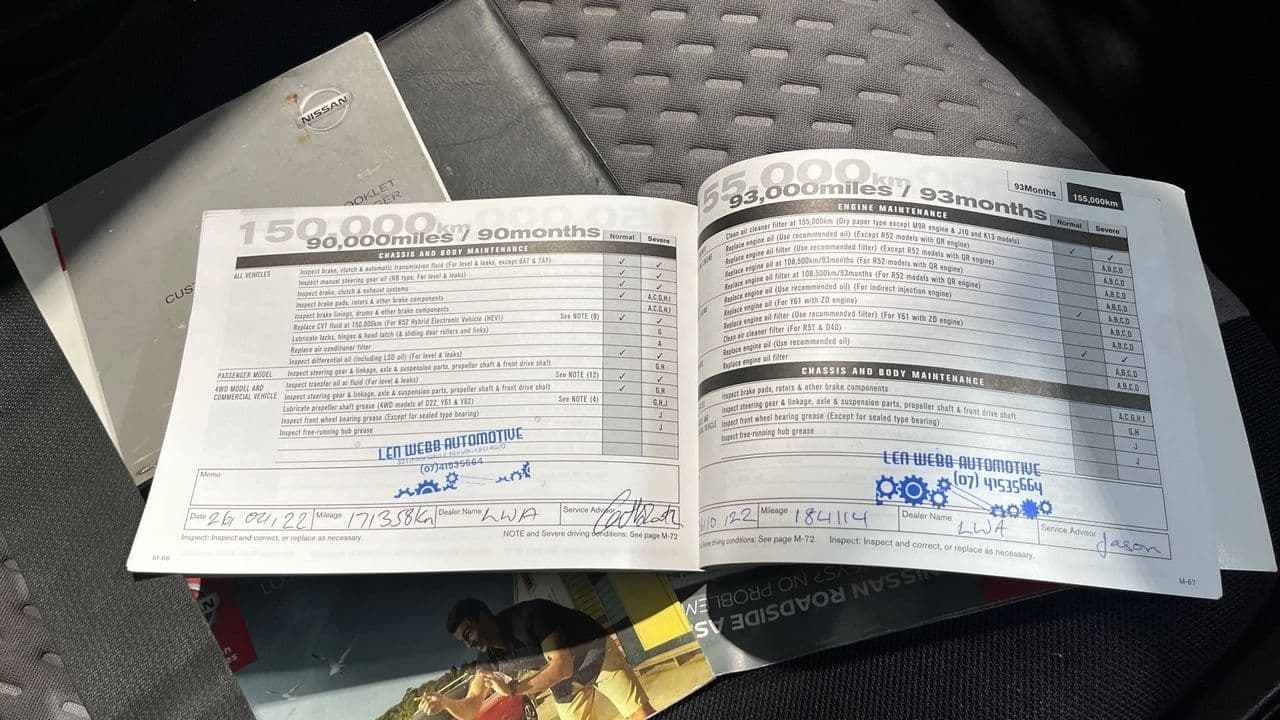 NISSAN
OOKLET
CUS
150,000km
90,000miles / 90months
Normal
Severe
CHASSIS AND BODY MAINTENANCE
ALL VEHICLES
Inspect brake, clutch & automatic transmission fluid (For level & leaks, except 6AT & 7AT)
Inspect manual steering gear oil (RB type, For level & leaks)
Inspect brake, clutch & exhaust systems
Inspect brake pads, rotors & other brake components
A,C,G,H,I
Inspect brake linings, drums & other brake components
A,C,G,H,I
Replace CVT fluid at 150,000km (For R52 Hybrid Electronic Vehicle (HEV))
See NOTE (8)
Lubricate locks, hinges & hood latch (& sliding door rollers and links)
G
Replace air conditioner filter
A
Inspect differential oil (including LSD oil) (For level & leaks)
PASSENGER MODEL
Inspect steering gear & linkage, axle & suspension parts, propeller shaft & front drive shaft
G,H
4WD MODEL AND COMMERCIAL VEHICLE
Inspect transfer oil or fluid (For level & leaks)
See NOTE (12)
Inspect steering gear & linkage, axle & suspension parts, propeller shaft & front drive shaft
G,H
Lubricate propeller shaft grease (4WD models of D22, Y61 & Y62)
See NOTE (4)
G,H,J
Inspect front wheel bearing grease (Except for sealed type bearing)
J
Inspect free-running hub grease
J
LEN WEBB AUTOMOTIVE
(07)41535664
Memo
Date 26, 04, 22 Mileage 171358km Dealer Name LWA Service Advisor
Inspect: Inspect and correct, or replace as necessary.
NOTE and Severe driving conditions: See page M-72
M-66
55,000km
93,000miles / 93months
93Months
155,000km
Normal
Severe
ENGINE MAINTENANCE
Clean air cleaner filter at 155,000km (Dry paper type except M9R engine & J10 and K13 models)
Replace engine oil (Use recommended oil) (Except R52 models with QR engine)
A,B,C,D
Replace engine oil filter (Use recommended filter) (Except R52 models with QR engine)
A,B,C,D
Replace engine oil at 108,500km/93months (For R52 models with QR engine)
A,B,C,D
Replace engine oil filter at 108,500km/93months (For R52 models with QR engine)
A,B,C,D
Replace engine oil (Use recommended oil) (For indirect injection engine)
A,B,C,D
Replace engine oil (For Y61 with ZD engine)
A,B,C,D
Replace engine oil filter (Use recommended filter) (For Y61 with ZD engine)
Clean air cleaner filter (For R51 & D40)
Replace engine oil (Use recommended oil)
A,B,C,D
Replace engine oil filter
A,B,C,D
CHASSIS AND BODY MAINTENANCE
Inspect brake pads, rotors & other brake components
A,C,G,H,I
Inspect steering gear & linkage, axle & suspension parts, propeller shaft & front drive shaft
G,H
Inspect front wheel bearing grease (Except for sealed type bearing)
J
Inspect free-running hub grease
J
LEN WEBB AUTOMOTIVE
(07) 41535664
10 122 Mileage 184114 Dealer Name LWA Service Advisor Jason
Severe driving conditions: See page M-72
Inspect: Inspect and correct, or replace as necessary.
M-67
NISSAN ROADSIDE ASS
EYS? NO PROBLEM